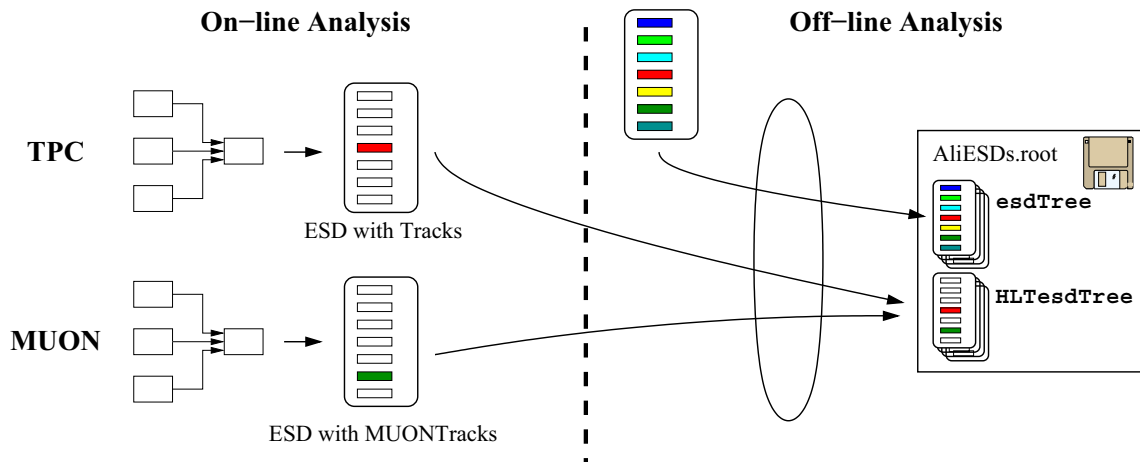 On−line Analysis
Off−line Analysis
TPC
ESD with Tracks
MUON
ESD with MUONTracks
AliESDs.root
esdTree
HLTesdTree